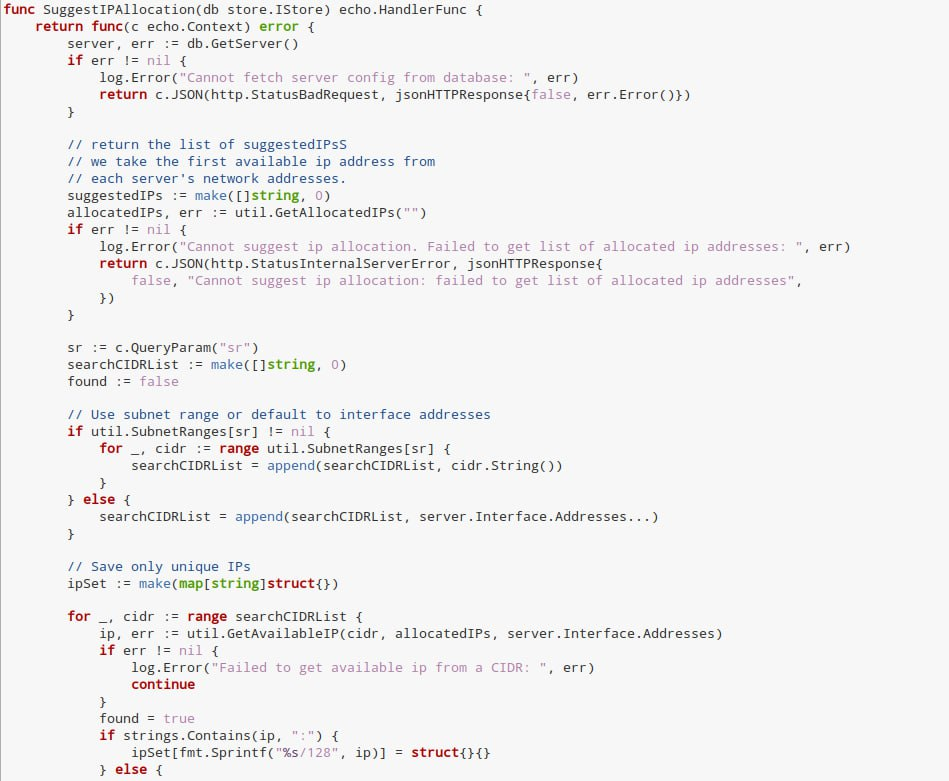 func SuggestIPAllocation(db store.IStore) echo.HandlerFunc {
    return func(c echo.Context) error {
        server, err := db.GetServer()
        if err != nil {
            log.Error("Cannot fetch server config from database: ", err)
            return c.JSON(http.StatusBadRequest, jsonHTTPResponse{false, err.Error()})
        }

        // return the list of suggestedIPsS
        // we take the first available ip address from
        // each server's network addresses.
        suggestedIPs := make([]string, 0)
        allocatedIPs, err := util.GetAllocatedIPs("")
        if err != nil {
            log.Error("Cannot suggest ip allocation. Failed to get list of allocated ip addresses: ", err)
            return c.JSON(http.StatusInternalServerError, jsonHTTPResponse{
                false, "Cannot suggest ip allocation: failed to get list of allocated ip addresses",
            })
        }

        sr := c.QueryParam("sr")
        searchCIDRList := make([]string, 0)
        found := false

        // Use subnet range or default to interface addresses
        if util.SubnetRanges[sr] != nil {
            for _, cidr := range util.SubnetRanges[sr] {
                searchCIDRList = append(searchCIDRList, cidr.String())
            }
        } else {
            searchCIDRList = append(searchCIDRList, server.Interface.Addresses...)
        }

        // Save only unique IPs
        ipSet := make(map[string]struct{})

        for _, cidr := range searchCIDRList {
            ip, err := util.GetAvailableIP(cidr, allocatedIPs, server.Interface.Addresses)
            if err != nil {
                log.Error("Failed to get available ip from a CIDR: ", err)
                continue
            }
            found = true
            if strings.Contains(ip, ":") {
                ipSet[fmt.Sprintf("%s/128", ip)] = struct{}{}
            } else {